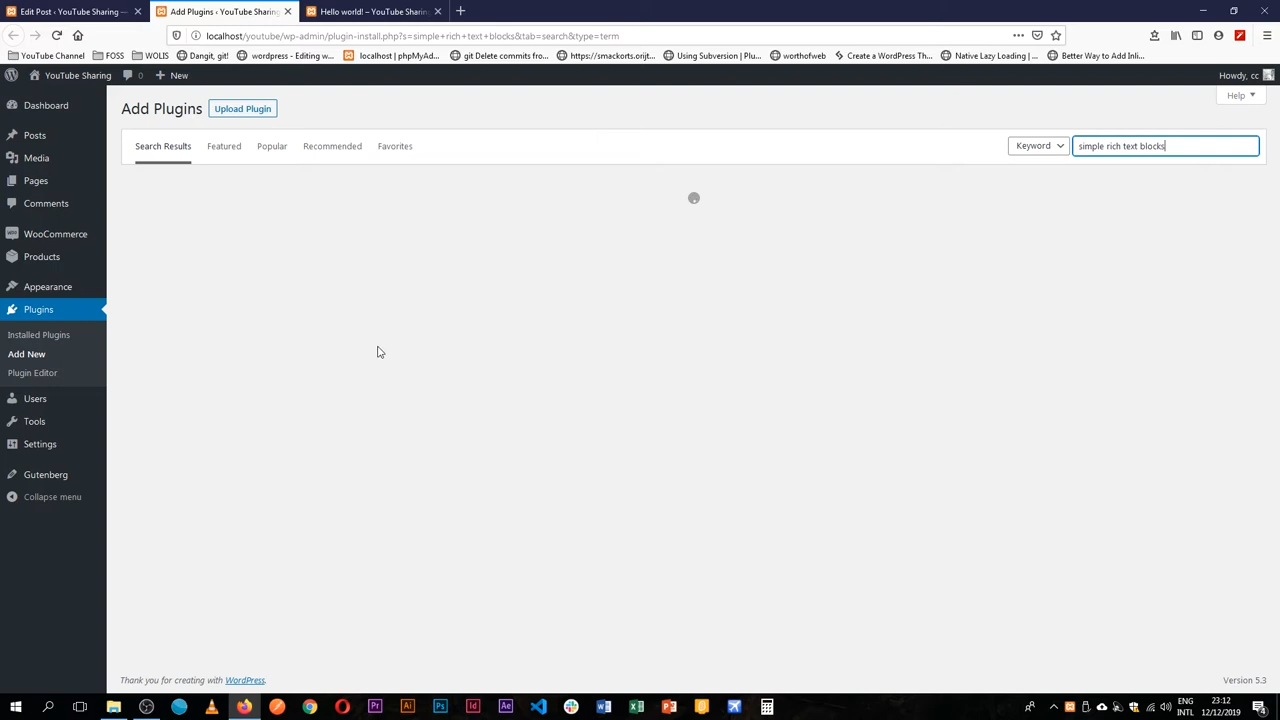 Edit Post ‹ YouTube Sharing —
Add Plugins ‹ YouTube Sharing
Hello world! – YouTube Sharing
localhost/youtube/wp-admin/plugin-install.php?s=simple+rich+text+blocks&tab=search&type=term
YouTube Channel
FOSS
WOLIS
Dangit, git!
wordpress - Editing w...
localhost | phpMyAd...
git Delete commits fro...
https://smackorts.orijt...
Using Subversion | Plu...
worthofweb
Create a WordPress Th...
Native Lazy Loading | ...
Better Way to Add Inli...
YouTube Sharing
0
New
Howdy, cc
Dashboard
Posts
Media
Pages
Comments
WooCommerce
Products
Appearance
Plugins
Installed Plugins
Add New
Plugin Editor
Users
Tools
Settings
Gutenberg
Collapse menu
Add Plugins
Upload Plugin
Help
Search Results
Featured
Popular
Recommended
Favorites
Keyword
simple rich text blocks
Thank you for creating with WordPress.
Version 5.3
ENG
INTL
23:12
12/12/2019